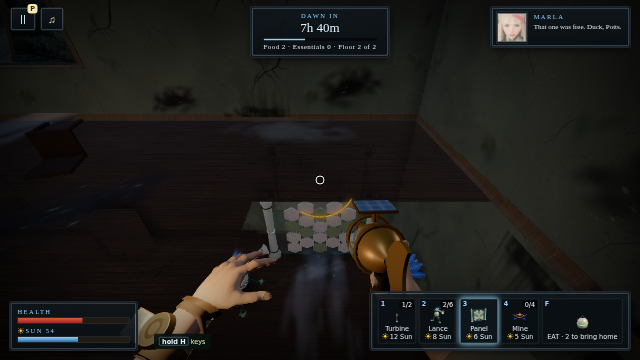 P
DAWN IN
7h 40m
Food 2 · Essentials 0 · Floor 2 of 2
MARLA
That one was free. Duck, Potts.
HEALTH
SUN 54
hold H keys
1 1/2
Turbine
12 Sun
2 2/6
Lance
8 Sun
3
Panel
6 Sun
4 0/4
Mine
5 Sun
F
EAT · 2 to bring home